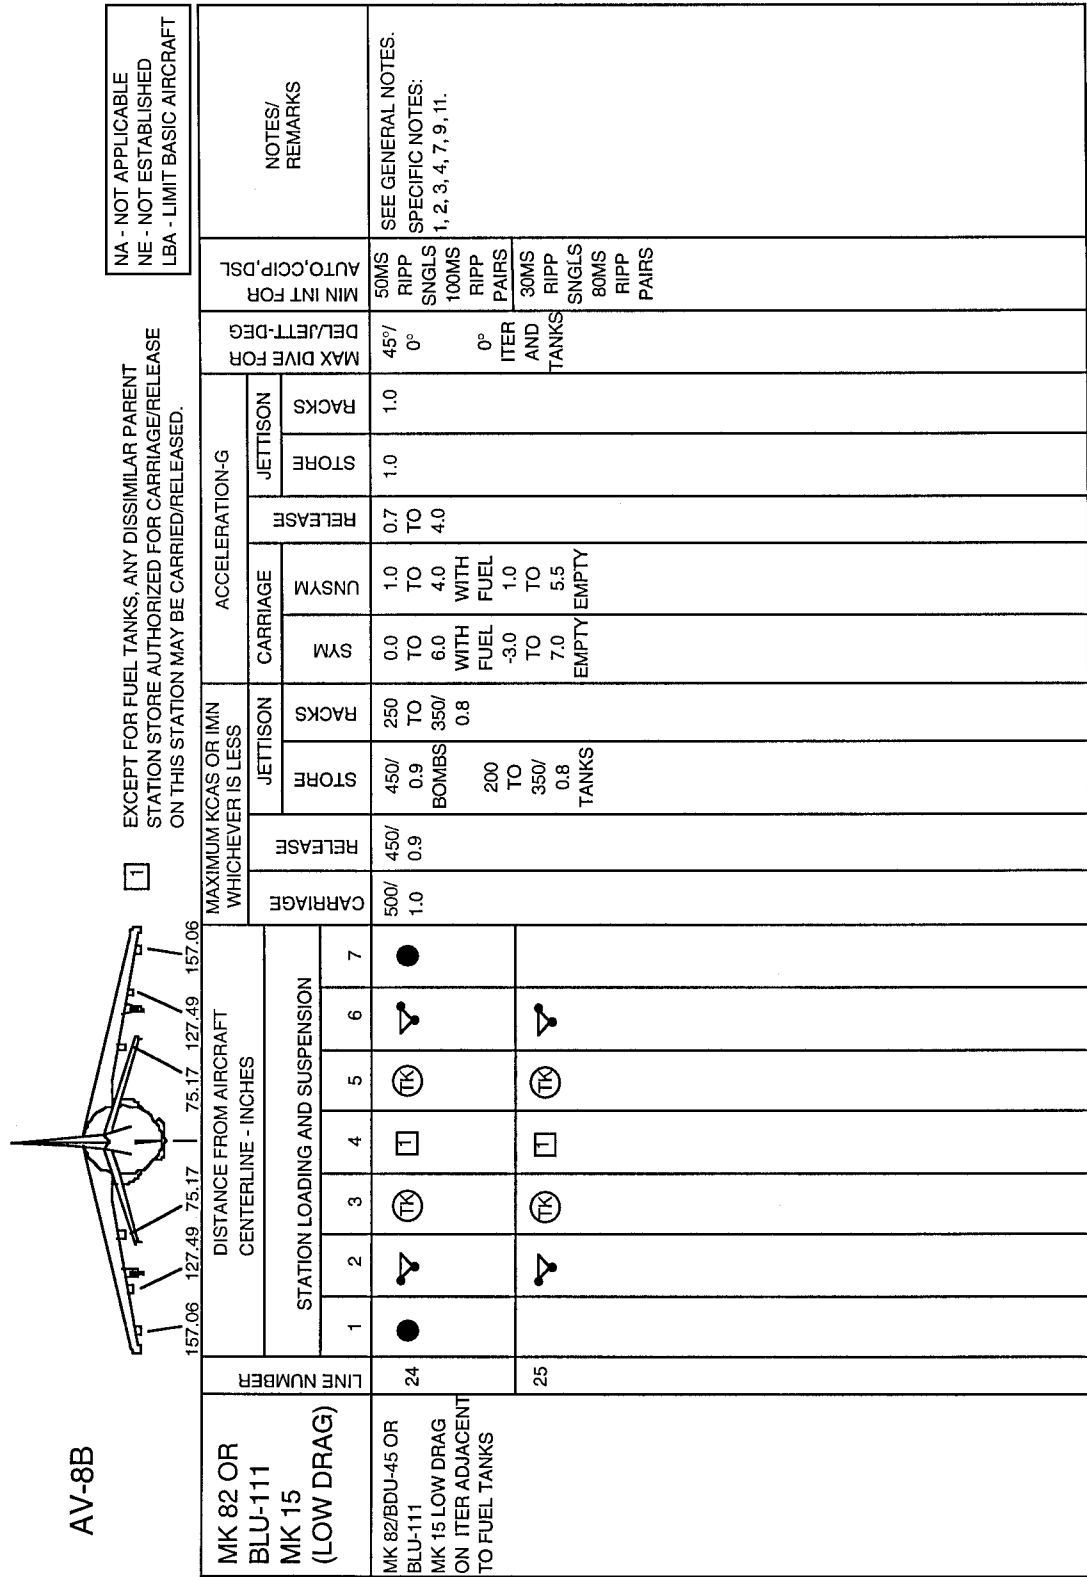 AV-8B
157.06
127.49
75.17
75.17
127.49
157.06
1
EXCEPT FOR FUEL TANKS, ANY DISSIMILAR PARENT
STATION STORE AUTHORIZED FOR CARRIAGE/RELEASE
ON THIS STATION MAY BE CARRIED/RELEASED.
NA - NOT APPLICABLE
NE - NOT ESTABLISHED
LBA - LIMIT BASIC AIRCRAFT
MK 82 OR
BLU-111
MK 15
(LOW DRAG)
LINE NUMBER
DISTANCE FROM AIRCRAFT
CENTERLINE - INCHES
STATION LOADING AND SUSPENSION
1
2
3
4
5
6
7
MAXIMUM KCAS OR IMN
WHICHEVER IS LESS
CARRIAGE
RELEASE
JETTISON
STORE
RACKS
ACCELERATION-G
CARRIAGE
SYM
UNSYM
RELEASE
JETTISON
STORE
RACKS
MAX DIVE FOR
DEL/JETT-DEG
MIN INT FOR
AUTO,CCIP,DSL
NOTES/
REMARKS
MK 82/BDU-45 OR
BLU-111
MK 15 LOW DRAG
ON ITER ADJACENT
TO FUEL TANKS
24
TK
1
TK
500/
1.0
450/
0.9
450/
0.9
BOMBS
200
TO
350/
0.8
TANKS
250
TO
350/
0.8
0.0
TO
6.0
WITH
FUEL
-3.0
TO
7.0
EMPTY
1.0
TO
4.0
WITH
FUEL
1.0
TO
5.5
EMPTY
0.7
TO
4.0
1.0
1.0
45°/
0°
0°
ITER
AND
TANKS
50MS
RIPP
SNGLS
100MS
RIPP
PAIRS
SEE GENERAL NOTES.
SPECIFIC NOTES:
1, 2, 3, 4, 7, 9, 11.
25
TK
1
TK
30MS
RIPP
SNGLS
80MS
RIPP
PAIRS